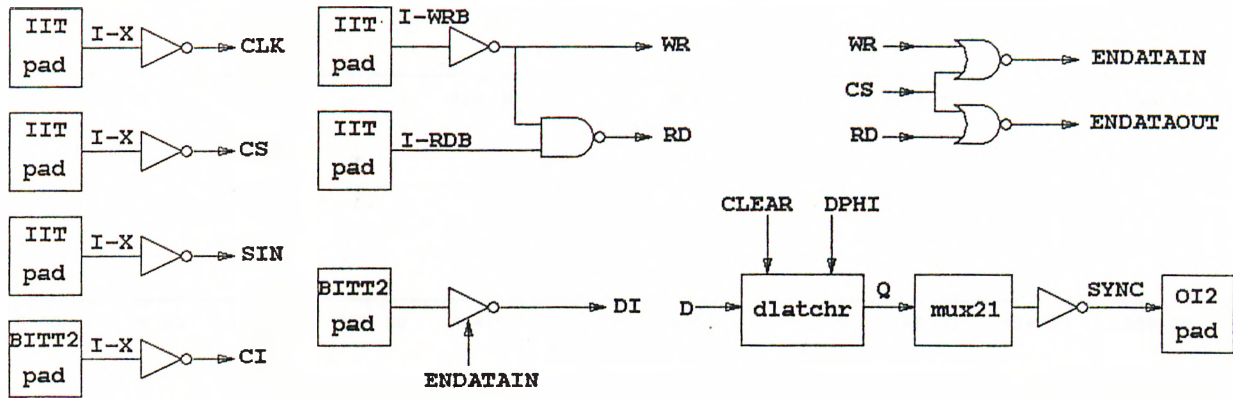 IIT
pad
I-X
CLK
IIT
pad
I-X
CS
IIT
pad
I-X
SIN
BITT2
pad
I-X
CI
IIT
pad
I-WRB
WR
IIT
pad
I-RDB
RD
BITT2
pad
DI
ENDATAIN
WR
CS
RD
ENDATAIN
ENDATAOUT
CLEAR
DPHI
D
dlatchr
Q
mux21
SYNC
OI2
pad